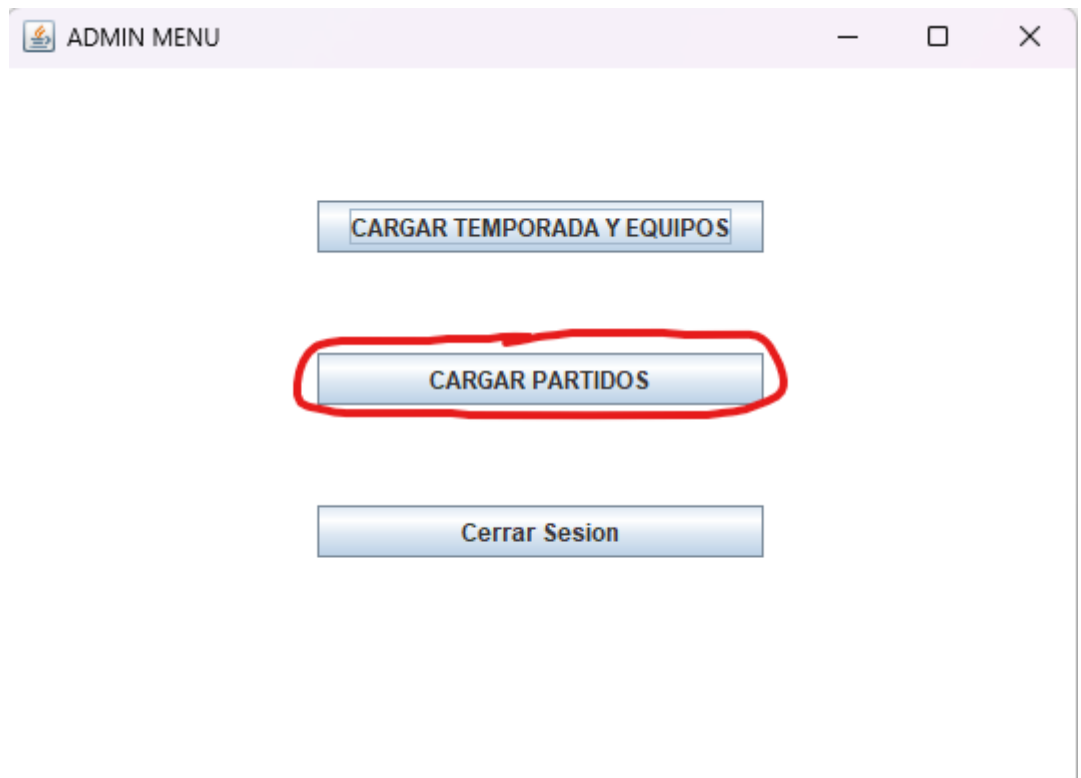 ADMIN MENU
CARGAR TEMPORADA Y EQUIPOS
CARGAR PARTIDOS
Cerrar Sesion